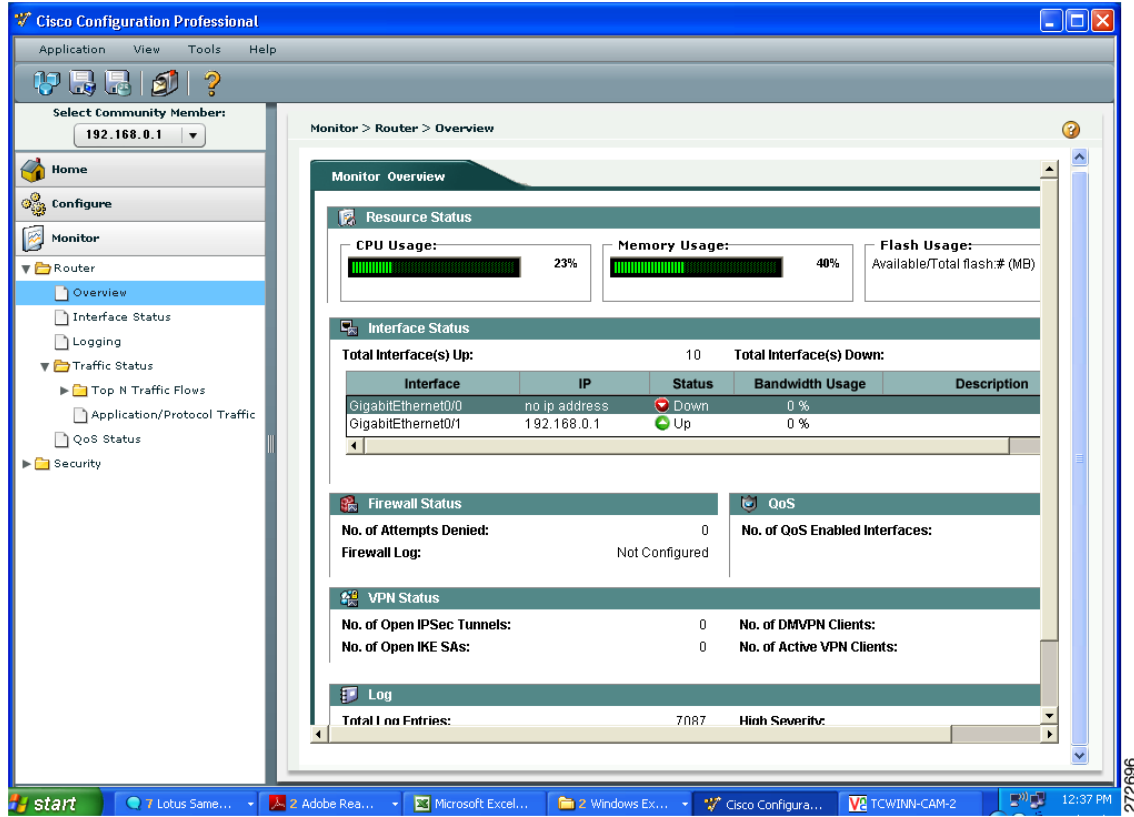 Cisco Configuration Professional
Application View Tools Help
Select Community Member:
192.168.0.1
Home
Configure
Monitor
Router
Overview
Interface Status
Logging
Traffic Status
Top N Traffic Flows
Application/Protocol Traffic
QoS Status
Security
Monitor > Router > Overview
Monitor Overview
Resource Status
CPU Usage: Memory Usage: Flash Usage:
23% 40% Available/Total flash:# (MB)
Interface Status
Total Interface(s) Up: 10 Total Interface(s) Down:
Interface IP Status Bandwidth Usage Description
GigabitEthernet0/0 no ip address Down 0 %
GigabitEthernet0/1 192.168.0.1 Up 0 %
Firewall Status QoS
No. of Attempts Denied: 0 No. of QoS Enabled Interfaces:
Firewall Log: Not Configured
VPN Status
No. of Open IPSec Tunnels: 0 No. of DMVPN Clients:
No. of Open IKE SAs: 0 No. of Active VPN Clients:
Log
Total Log Entries: 7087 High Severity:
start 7 Lotus Same... 2 Adobe Rea... Microsoft Excel... 2 Windows Ex... Cisco Configura... TCWINN-CAM-2 12:37 PM
272696